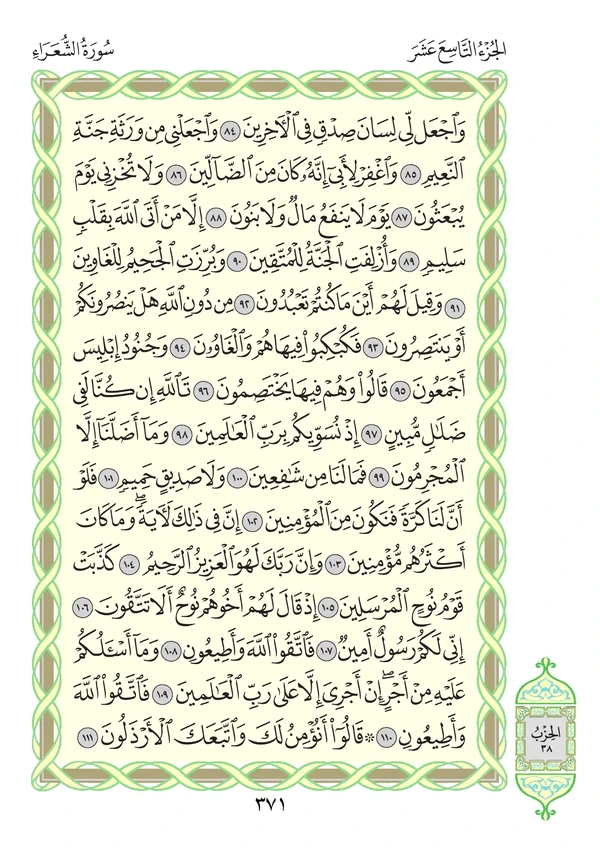 الجُزْءُ التَّاسِعَ عَشَرَ
سُورَةُ الشُّعَرَاءِ
وَٱجۡعَل لِّي لِسَانَ صِدۡقٖ فِي ٱلۡأٓخِرِينَ ٨٤ وَٱجۡعَلۡنِي مِن وَرَثَةِ جَنَّةِ
ٱلنَّعِيمِ ٨٥ وَٱغۡفِرۡ لِأَبِيٓ إِنَّهُۥ كَانَ مِنَ ٱلضَّآلِّينَ ٨٦ وَلَا تُخۡزِنِي يَوۡمَ
يُبۡعَثُونَ ٨٧ يَوۡمَ لَا يَنفَعُ مَالٞ وَلَا بَنُونَ ٨٨ إِلَّا مَنۡ أَتَى ٱللَّهَ بِقَلۡبٖ
سَلِيمٖ ٨٩ وَأُزۡلِفَتِ ٱلۡجَنَّةُ لِلۡمُتَّقِينَ ٩٠ وَبُرِّزَتِ ٱلۡجَحِيمُ لِلۡغَاوِينَ
٩١ وَقِيلَ لَهُمۡ أَيۡنَ مَا كُنتُمۡ تَعۡبُدُونَ ٩٢ مِن دُونِ ٱللَّهِ هَلۡ يَنصُرُونَكُمۡ
أَوۡ يَنتَصِرُونَ ٩٣ فَكُبۡكِبُواْ فِيهَا هُمۡ وَٱلۡغَاوُۥنَ ٩٤ وَجُنُودُ إِبۡلِيسَ
أَجۡمَعُونَ ٩٥ قَالُواْ وَهُمۡ فِيهَا يَخۡتَصِمُونَ ٩٦ تَٱللَّهِ إِن كُنَّا لَفِي
ضَلَٰلٖ مُّبِينٍ ٩٧ إِذۡ نُسَوِّيكُم بِرَبِّ ٱلۡعَٰلَمِينَ ٩٨ وَمَآ أَضَلَّنَآ إِلَّا
ٱلۡمُجۡرِمُونَ ٩٩ فَمَا لَنَا مِن شَٰفِعِينَ ١٠٠ وَلَا صَدِيقٍ حَمِيمٖ ١٠١ فَلَوۡ
أَنَّ لَنَا كَرَّةٗ فَنَكُونَ مِنَ ٱلۡمُؤۡمِنِينَ ١٠٢ إِنَّ فِي ذَٰلِكَ لَأٓيَةٗۖ وَمَا كَانَ
أَكۡثَرُهُم مُّؤۡمِنِينَ ١٠٣ وَإِنَّ رَبَّكَ لَهُوَ ٱلۡعَزِيزُ ٱلرَّحِيمُ ١٠٤ كَذَّبَتۡ
قَوۡمُ نُوحٍ ٱلۡمُرۡسَلِينَ ١٠٥ إِذۡ قَالَ لَهُمۡ أَخُوهُمۡ نُوحٌ أَلَا تَتَّقُونَ ١٠٦
إِنِّي لَكُمۡ رَسُولٌ أَمِينٞ ١٠٧ فَٱتَّقُواْ ٱللَّهَ وَأَطِيعُونِ ١٠٨ وَمَآ أَسۡـَٔلُكُمۡ
عَلَيۡهِ مِنۡ أَجۡرٍۖ إِنۡ أَجۡرِيَ إِلَّا عَلَىٰ رَبِّ ٱلۡعَٰلَمِينَ ١٠٩ فَٱتَّقُواْ ٱللَّهَ
وَأَطِيعُونِ ١١٠ ۞ قَالُوٓاْ أَنُؤۡمِنُ لَكَ وَٱتَّبَعَكَ ٱلۡأَرۡذَلُونَ ١١١
الحِزْبُ
٣٨
٣٧١